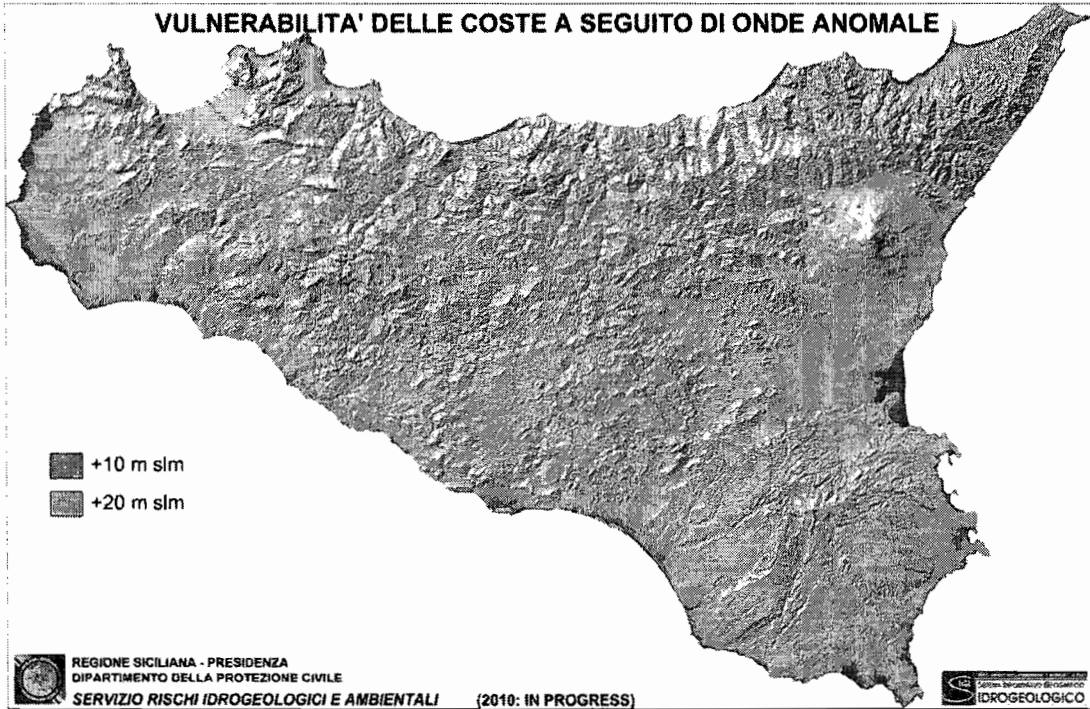 VULNERABILITA' DELLE COSTE A SEGUITO DI ONDE ANOMALE
+10 m slm
+20 m slm
REGIONE SICILIANA - PRESIDENZA
DIPARTIMENTO DELLA PROTEZIONE CIVILE
SERVIZIO RISCHI IDROGEOLOGICI E AMBIENTALI (2010: IN PROGRESS)
IDROGEOLOGICO